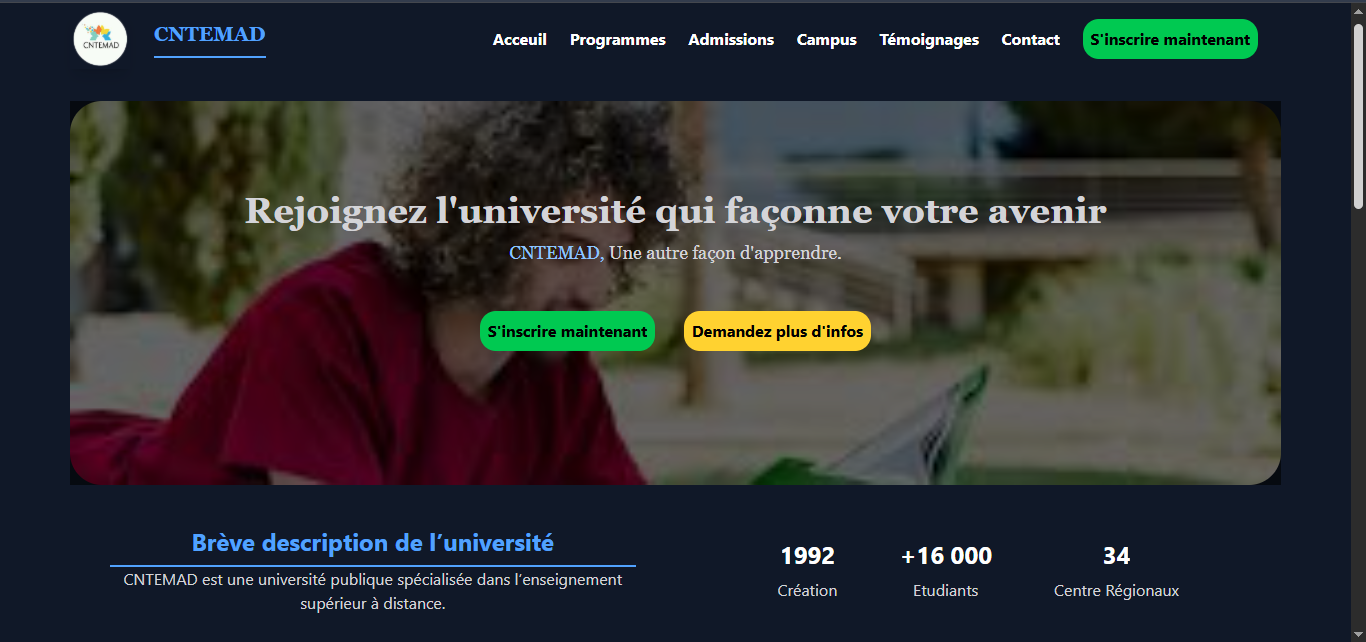 CNTEMAD
CNTEMAD
Acceuil Programmes Admissions Campus Témoignages Contact S'inscrire maintenant
Rejoignez l'université qui façonne votre avenir
CNTEMAD, Une autre façon d'apprendre.
S'inscrire maintenant Demandez plus d'infos
Brève description de l’université
CNTEMAD est une université publique spécialisée dans l’enseignement
supérieur à distance.
1992 +16 000 34
Création Etudiants Centre Régionaux